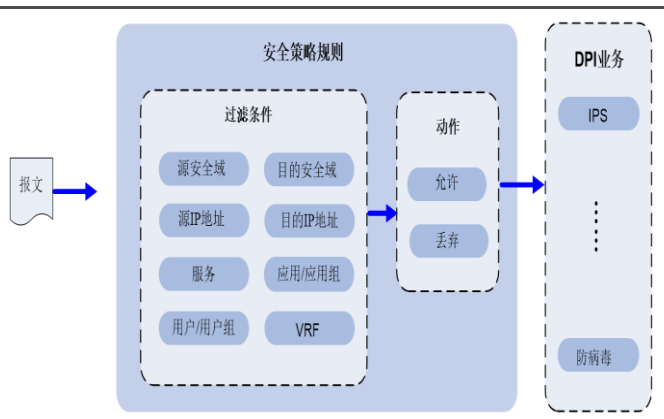 安全策略规则
DPI业务
过滤条件
动作
IPS
源安全域
目的安全域
报文
允许
源IP地址
目的IP地址
丢弃
服务
应用/应用组
用户/用户组
VRF
防病毒